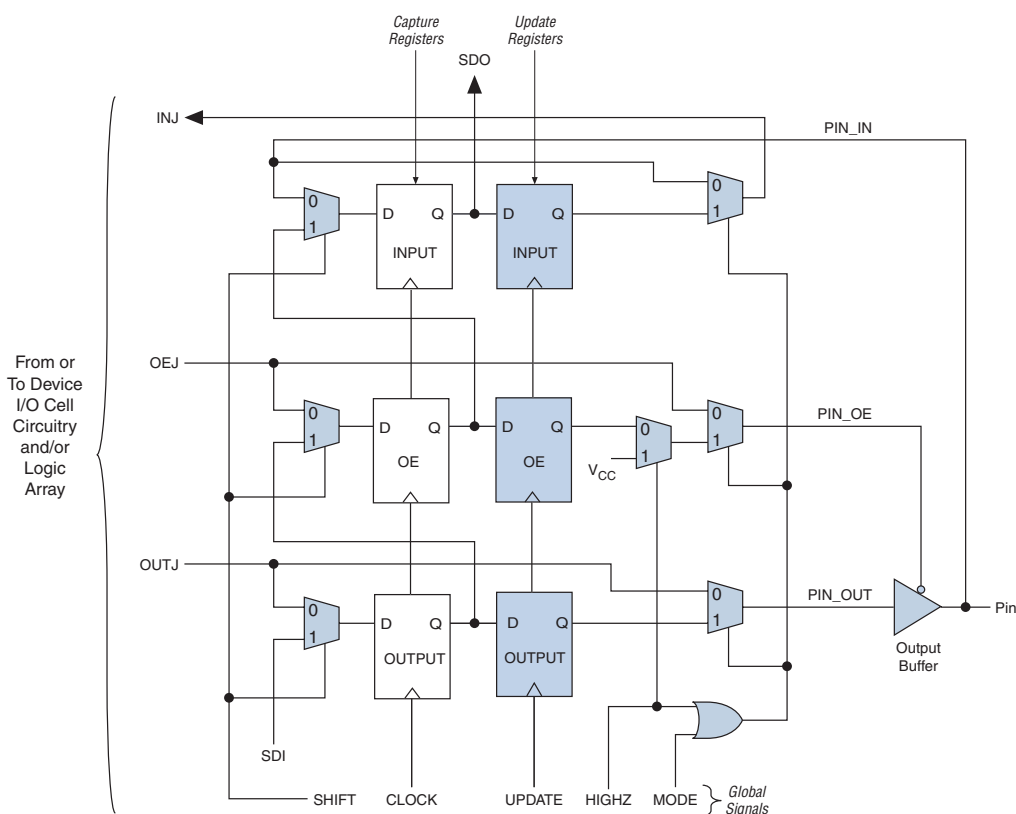 Capture
Registers
Update
Registers
SDO
INJ
PIN_IN
0
1
D Q
INPUT
D Q
INPUT
0
1
OEJ
From or
To Device
I/O Cell
Circuitry
and/or
Logic
Array
0
1
D Q
OE
D Q
OE
0
1
VCC
0
1
PIN_OE
OUTJ
0
1
D Q
OUTPUT
D Q
OUTPUT
0
1
PIN_OUT
Pin
Output
Buffer
SDI
SHIFT
CLOCK
UPDATE
HIGHZ
MODE
Global
Signals